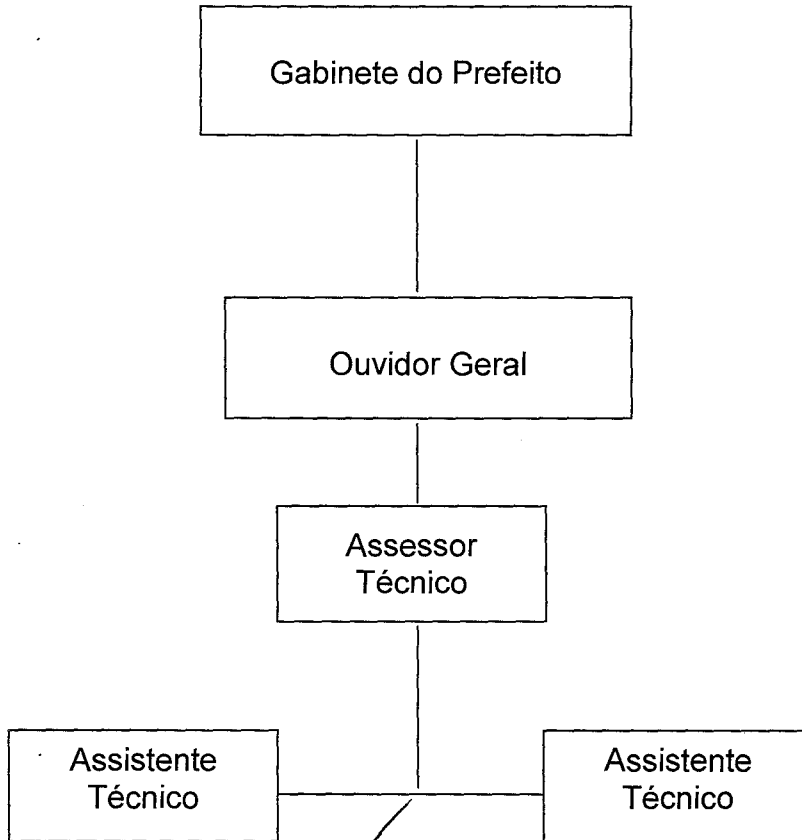 Gabinete do Prefeito
Ouvidor Geral
Assessor
Técnico
Assistente
Técnico
Assistente
Técnico